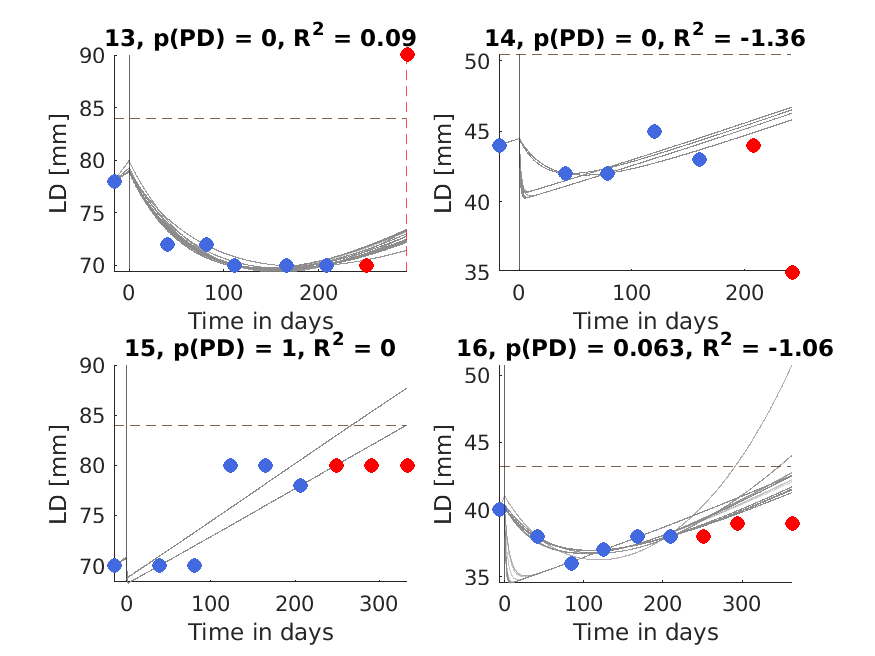 13, p(PD) = 0, R² = 0.09
90
85
80
75
70
LD [mm]
0
100
200
Time in days
14, p(PD) = 0, R² = -1.36
50
45
40
35
LD [mm]
0
100
200
Time in days
15, p(PD) = 1, R² = 0
90
85
80
75
70
LD [mm]
0
100
200
300
Time in days
16, p(PD) = 0.063, R² = -1.06
50
45
40
35
LD [mm]
0
100
200
300
Time in days